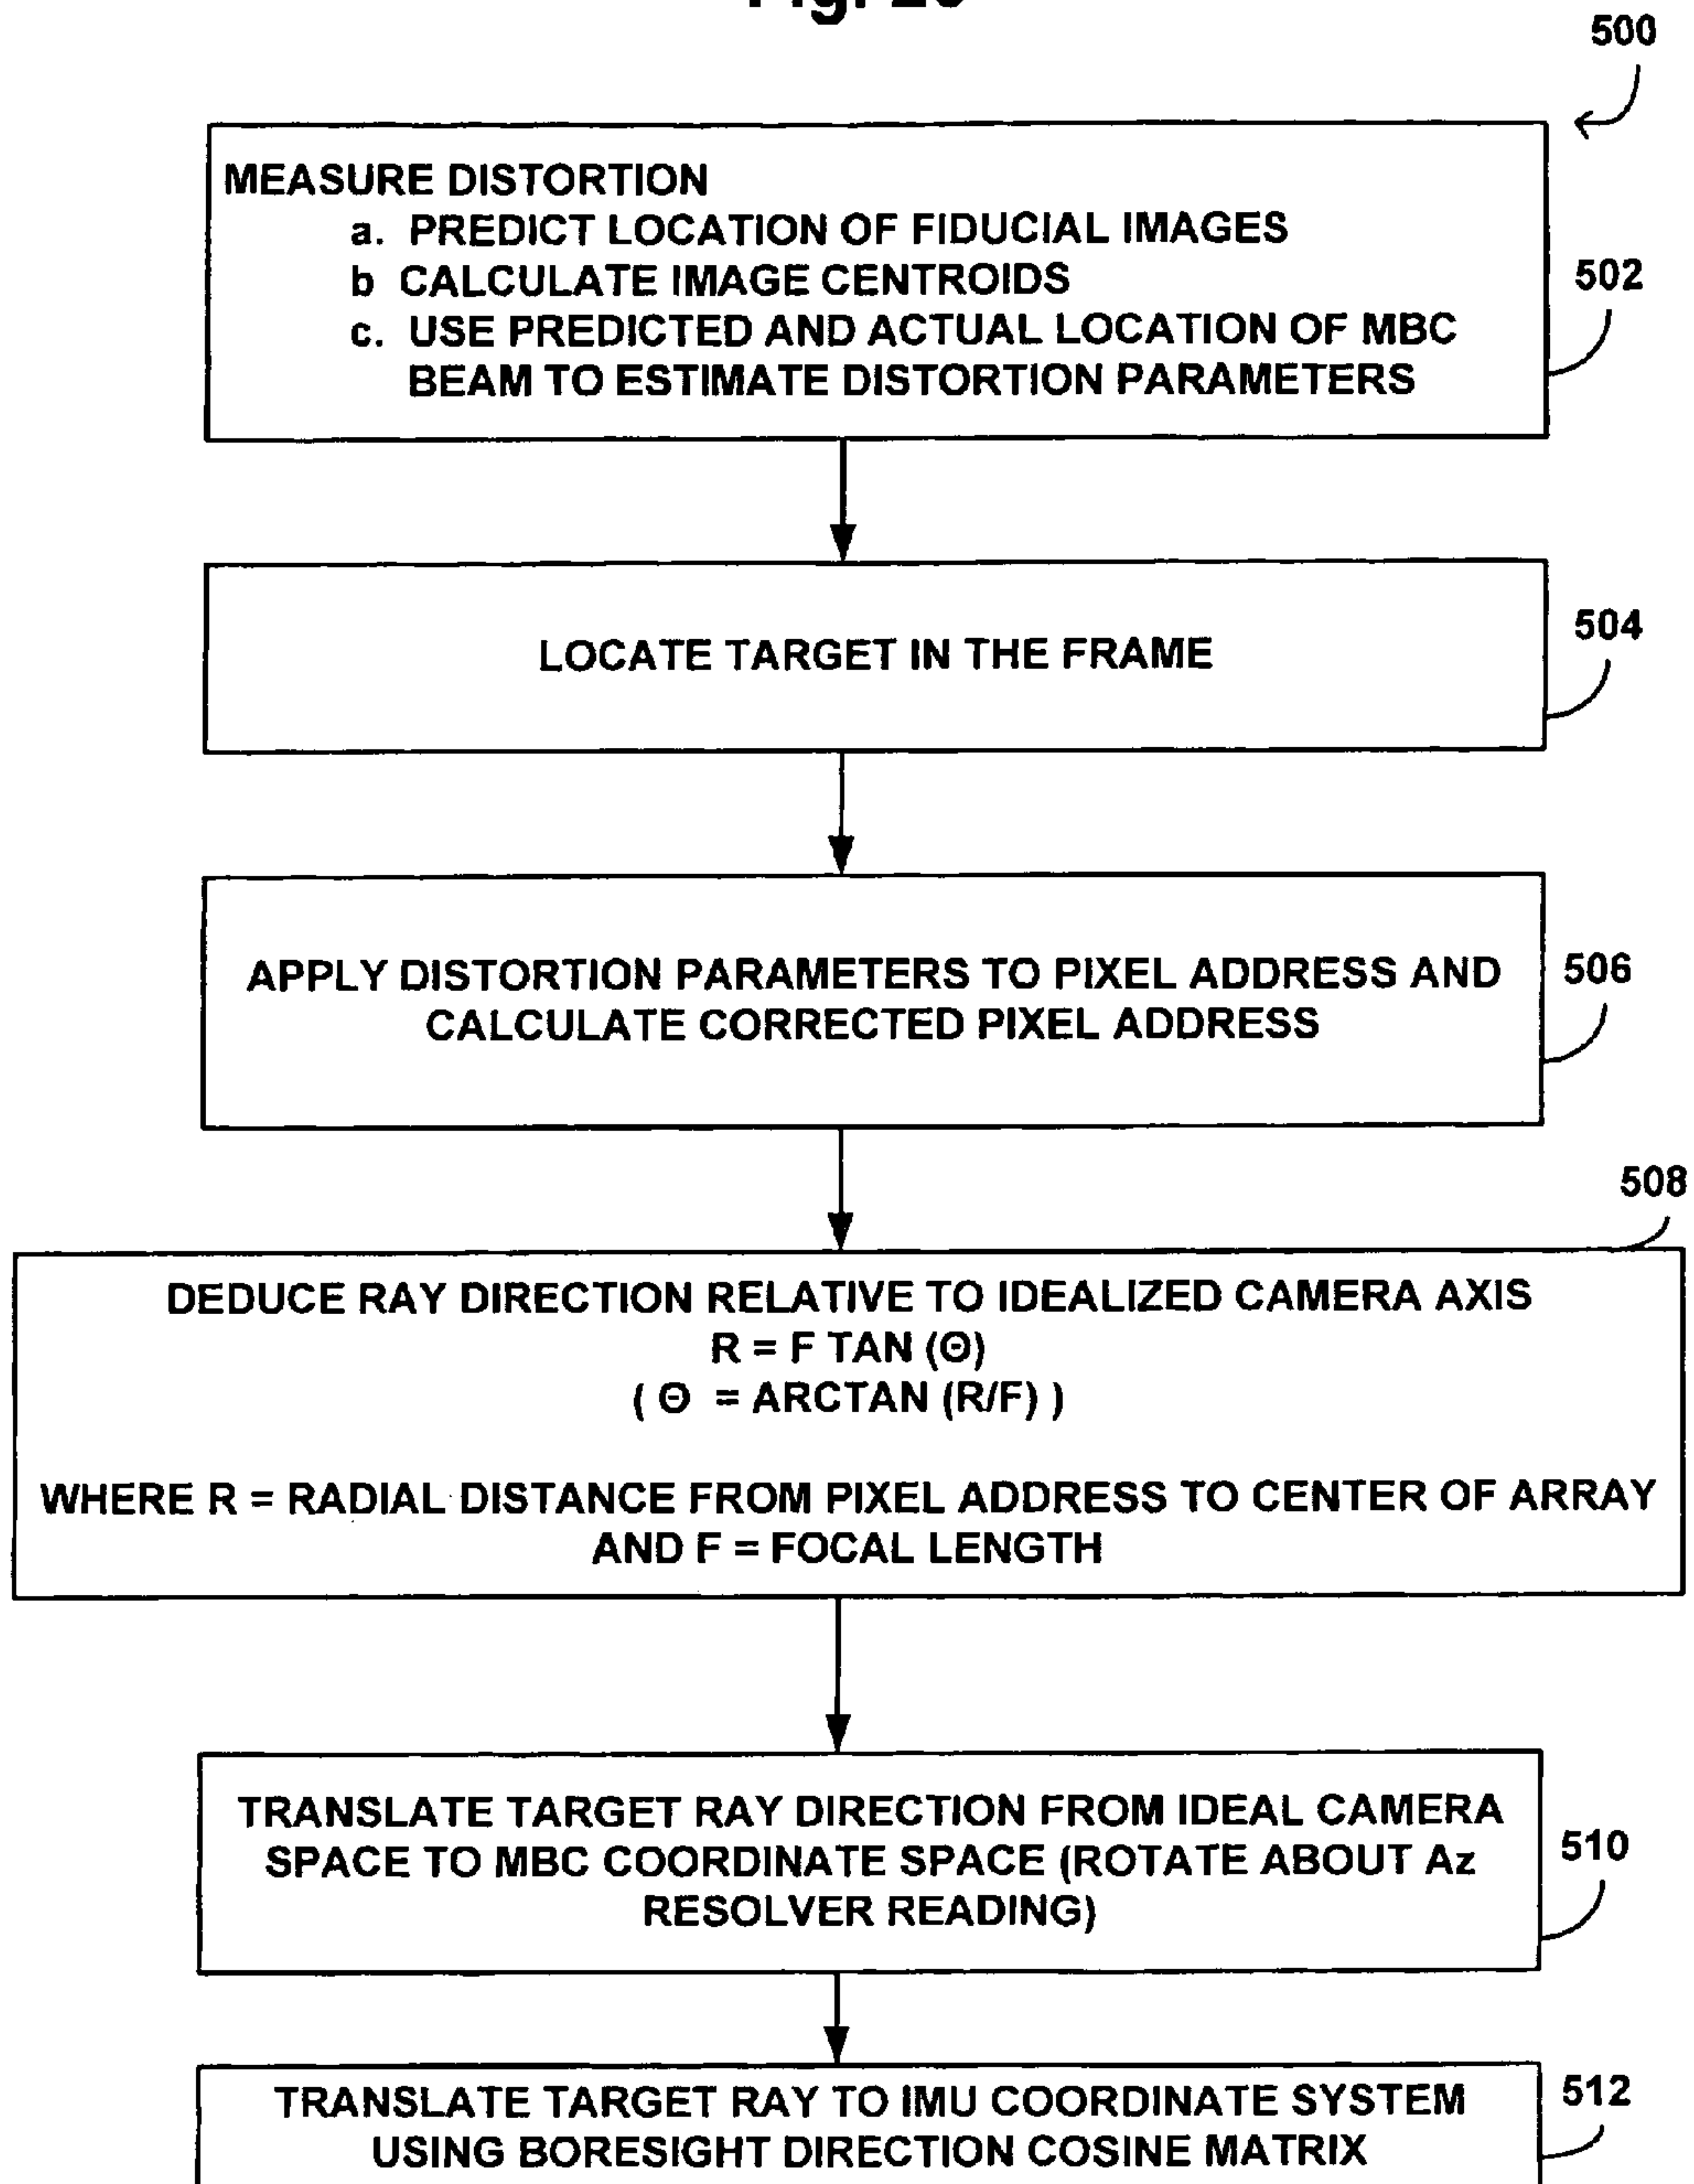 500
MEASURE DISTORTION
a. PREDICT LOCATION OF FIDUCIAL IMAGES
b CALCULATE IMAGE CENTROIDS
c. USE PREDICTED AND ACTUAL LOCATION OF MBC
BEAM TO ESTIMATE DISTORTION PARAMETERS
502
LOCATE TARGET IN THE FRAME
504
APPLY DISTORTION PARAMETERS TO PIXEL ADDRESS AND
CALCULATE CORRECTED PIXEL ADDRESS
506
508
DEDUCE RAY DIRECTION RELATIVE TO IDEALIZED CAMERA AXIS
R = F TAN (Θ)
( Θ = ARCTAN (R/F) )
WHERE R = RADIAL DISTANCE FROM PIXEL ADDRESS TO CENTER OF ARRAY
AND F = FOCAL LENGTH
TRANSLATE TARGET RAY DIRECTION FROM IDEAL CAMERA
SPACE TO MBC COORDINATE SPACE (ROTATE ABOUT Az
RESOLVER READING)
510
TRANSLATE TARGET RAY TO IMU COORDINATE SYSTEM
USING BORESIGHT DIRECTION COSINE MATRIX
512